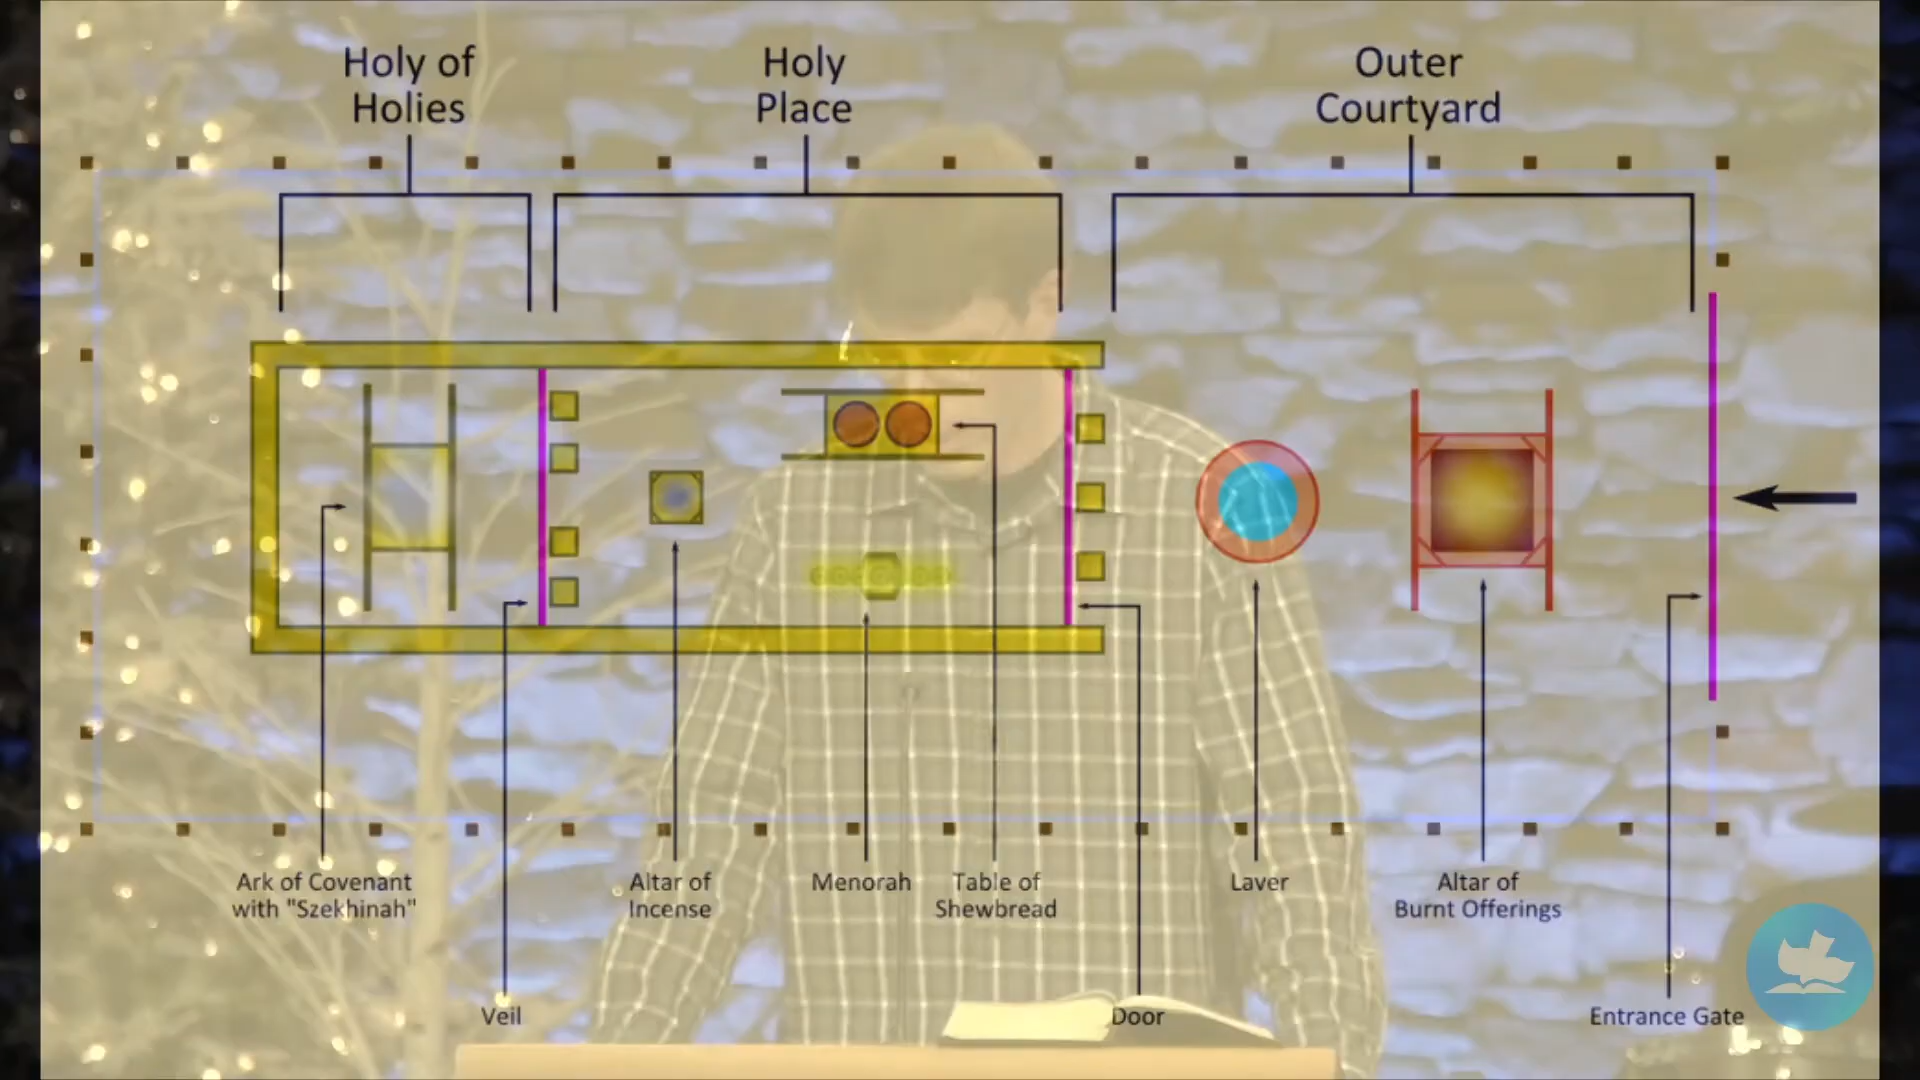 Holy of
Holies
Holy
Place
Outer
Courtyard
Ark of Covenant
with "Szekhinah"
Altar of
Incense
Menorah
Table of
Shewbread
Laver
Altar of
Burnt Offerings
Veil
Door
Entrance Gate